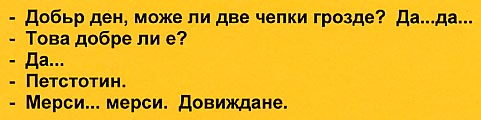 - Добър ден, може ли две чепки грозде? Да...да...
- Това добре ли е?
- Да...
- Петстотин.
- Мерси... мерси. Довиждане.